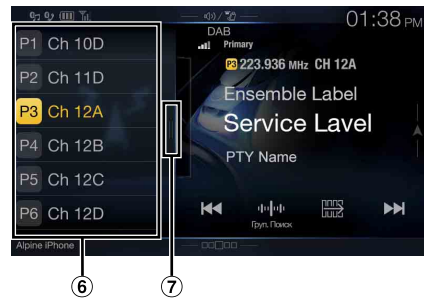 01:38 PM
DAB
Primary
P3 223.936 MHz CH 12A
Ensemble Label
Service Lavel
PTY Name
P1 Ch 10D
P2 Ch 11D
P3 Ch 12A
P4 Ch 12B
P5 Ch 12C
P6 Ch 12D
Груп. Поиск
Alpine iPhone
6
7